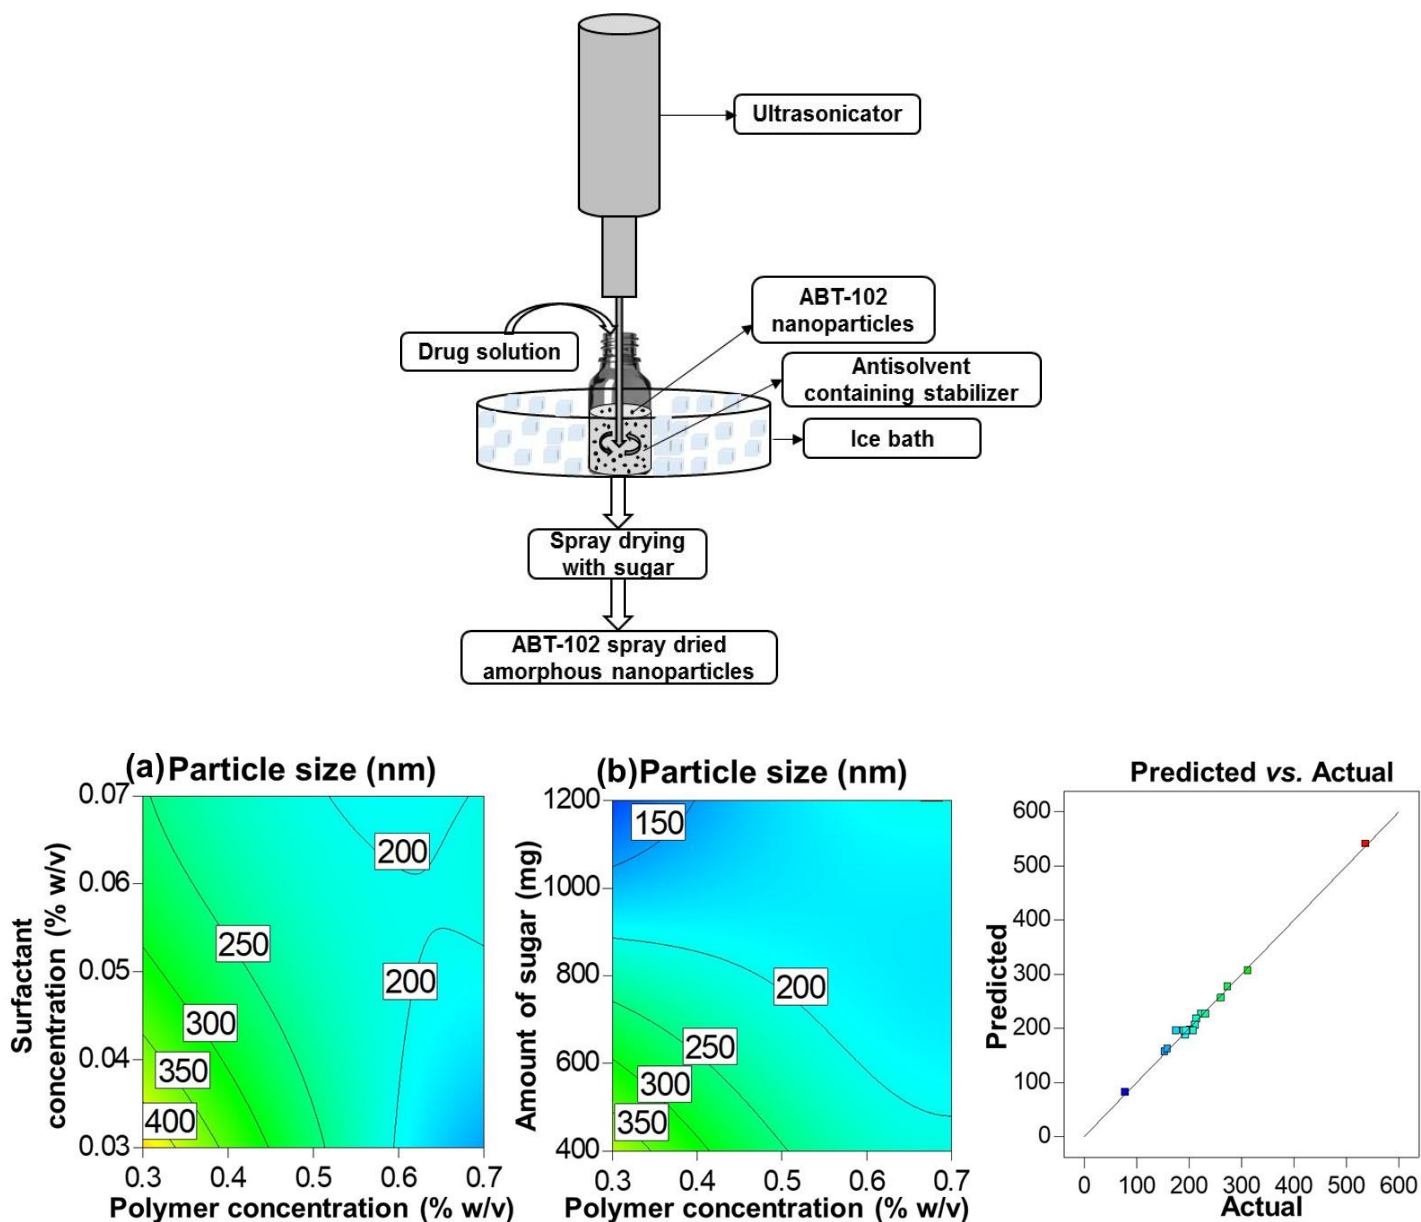 Ultrasonicator
ABT-102
nanoparticles
Drug solution
Antisolvent
containing stabilizer
Ice bath
Spray drying
with sugar
ABT-102 spray dried
amorphous nanoparticles
(a) Particle size (nm)
Surfactant
concentration (% w/v)
0.07
0.06
0.05
0.04
0.03
200
250
200
300
350
400
0.3 0.4 0.5 0.6 0.7
Polymer concentration (% w/v)
(b) Particle size (nm)
Amount of sugar (mg)
1200
1000
800
600
400
150
200
250
300
350
0.3 0.4 0.5 0.6 0.7
Polymer concentration (% w/v)
Predicted vs. Actual
Predicted
600
500
400
300
200
100
0
0 100 200 300 400 500 600
Actual